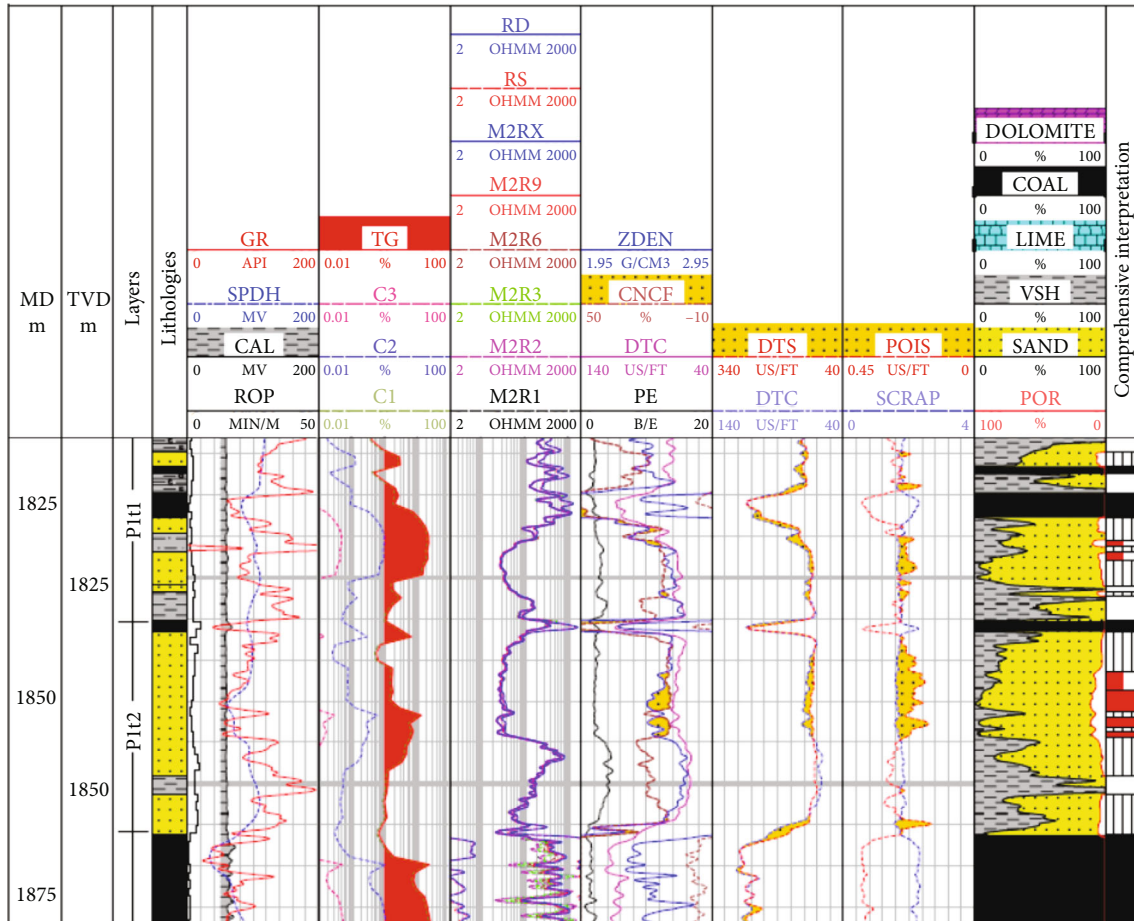 MD
m
TVD
m
Layers
Lithologies
GR
0 API 200
SPDH
0 MV 200
CAL
0 MV 200
ROP
0 MIN/M 50
TG
0.01 % 100
C3
0.01 % 100
C2
0.01 % 100
C1
0.01 % 100
RD
2 OHMM 2000
RS
2 OHMM 2000
M2RX
2 OHMM 2000
M2R9
2 OHMM 2000
M2R6
2 OHMM 2000
M2R3
2 OHMM 2000
M2R2
2 OHMM 2000
M2R1
2 OHMM 2000
ZDEN
1.95 G/CM3 2.95
CNCF
50 % −10
DTC
140 US/FT 40
PE
0 B/E 20
DTS
340 US/FT 40
DTC
140 US/FT 40
POIS
0.45 US/FT 0
SCRAP
0 4
DOLOMITE
0 % 100
COAL
0 % 100
LIME
0 % 100
VSH
0 % 100
SAND
0 % 100
POR
100 % 0
Comprehensive interpretation
1825
1850
1875
1825
1850
P1t1
P1t2